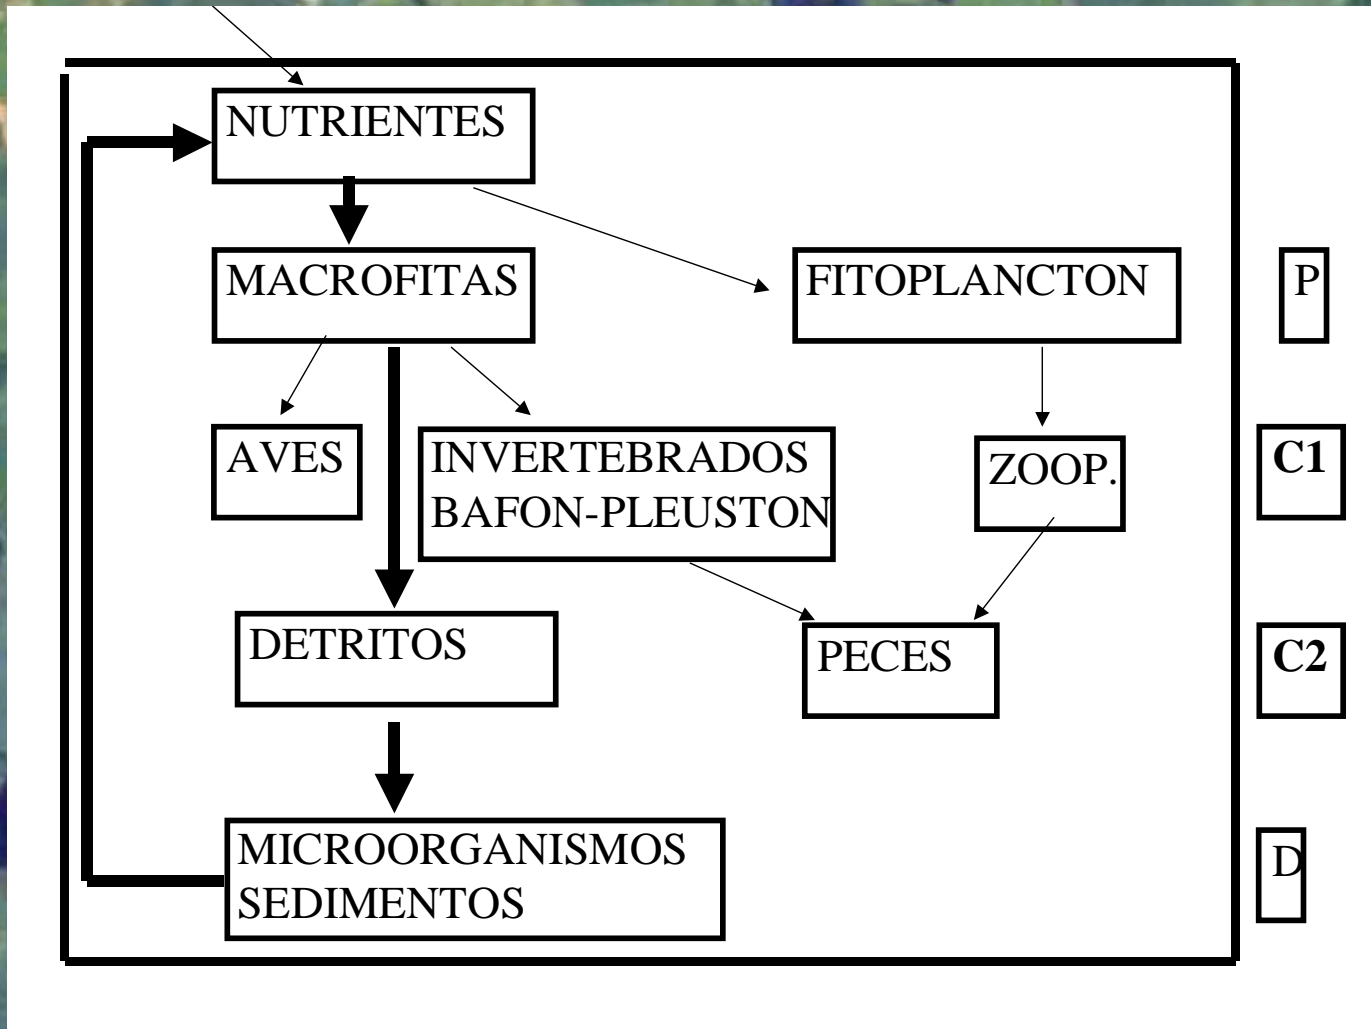 NUTRIENTES
MACROFITAS
FITOPLANCTON
P
AVES
INVERTEBRADOS
BAFON-PLEUSTON
ZOOP.
C1
DETRITOS
PECES
C2
MICROORGANISMOS
SEDIMENTOS
D